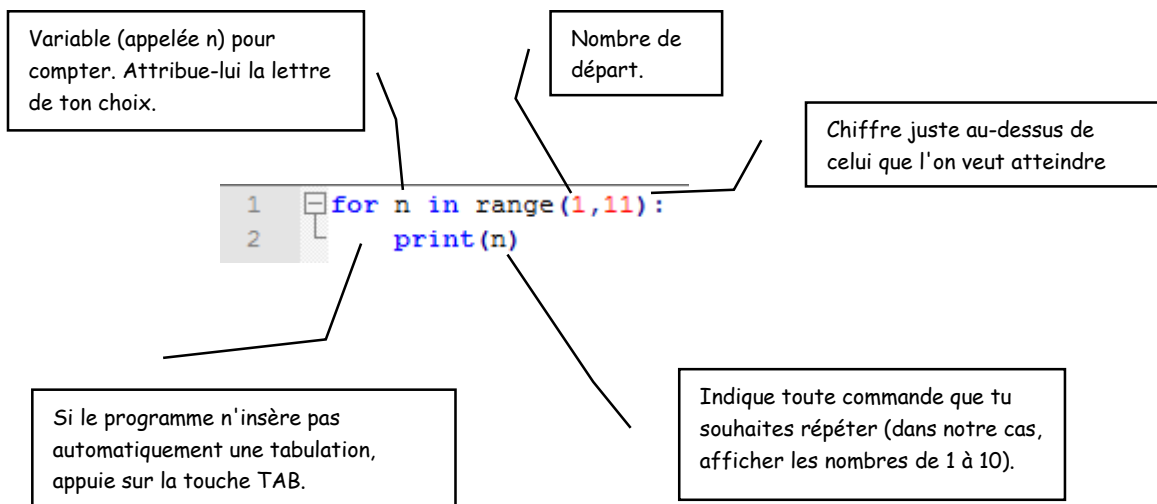 Variable (appelée n) pour
compter. Attribue-lui la lettre
de ton choix.
Nombre de
départ.
Chiffre juste au-dessus de
celui que l'on veut atteindre
1 for n in range(1,11):
2 print(n)
Si le programme n'insère pas
automatiquement une tabulation,
appuie sur la touche TAB.
Indique toute commande que tu
souhaites répéter (dans notre cas,
afficher les nombres de 1 à 10).